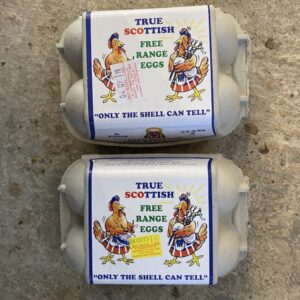 TRUE
SCOTTISH
FREE
RANGE
EGGS
"ONLY THE SHELL CAN TELL"
TRUE
SCOTTISH
FREE
RANGE
EGGS
"ONLY THE SHELL CAN TELL"